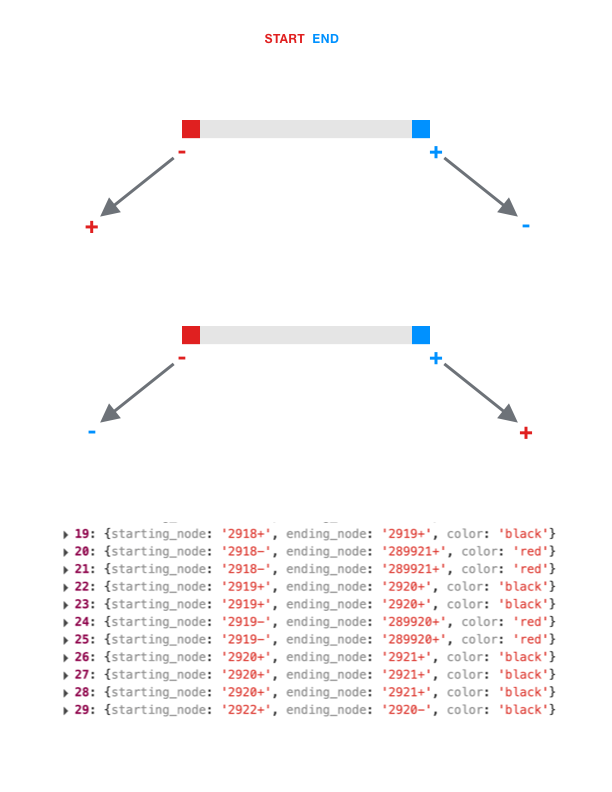 START END
- +
+ -
- +
- +
19: {starting_node: '2918+', ending_node: '2919+', color: 'black'}
20: {starting_node: '2918-', ending_node: '289921+', color: 'red'}
21: {starting_node: '2918-', ending_node: '289921+', color: 'red'}
22: {starting_node: '2919+', ending_node: '2920+', color: 'black'}
23: {starting_node: '2919+', ending_node: '2920+', color: 'black'}
24: {starting_node: '2919-', ending_node: '289920+', color: 'red'}
25: {starting_node: '2919-', ending_node: '289920+', color: 'red'}
26: {starting_node: '2920+', ending_node: '2921+', color: 'black'}
27: {starting_node: '2920+', ending_node: '2921+', color: 'black'}
28: {starting_node: '2920+', ending_node: '2921+', color: 'black'}
29: {starting_node: '2922+', ending_node: '2920-', color: 'black'}